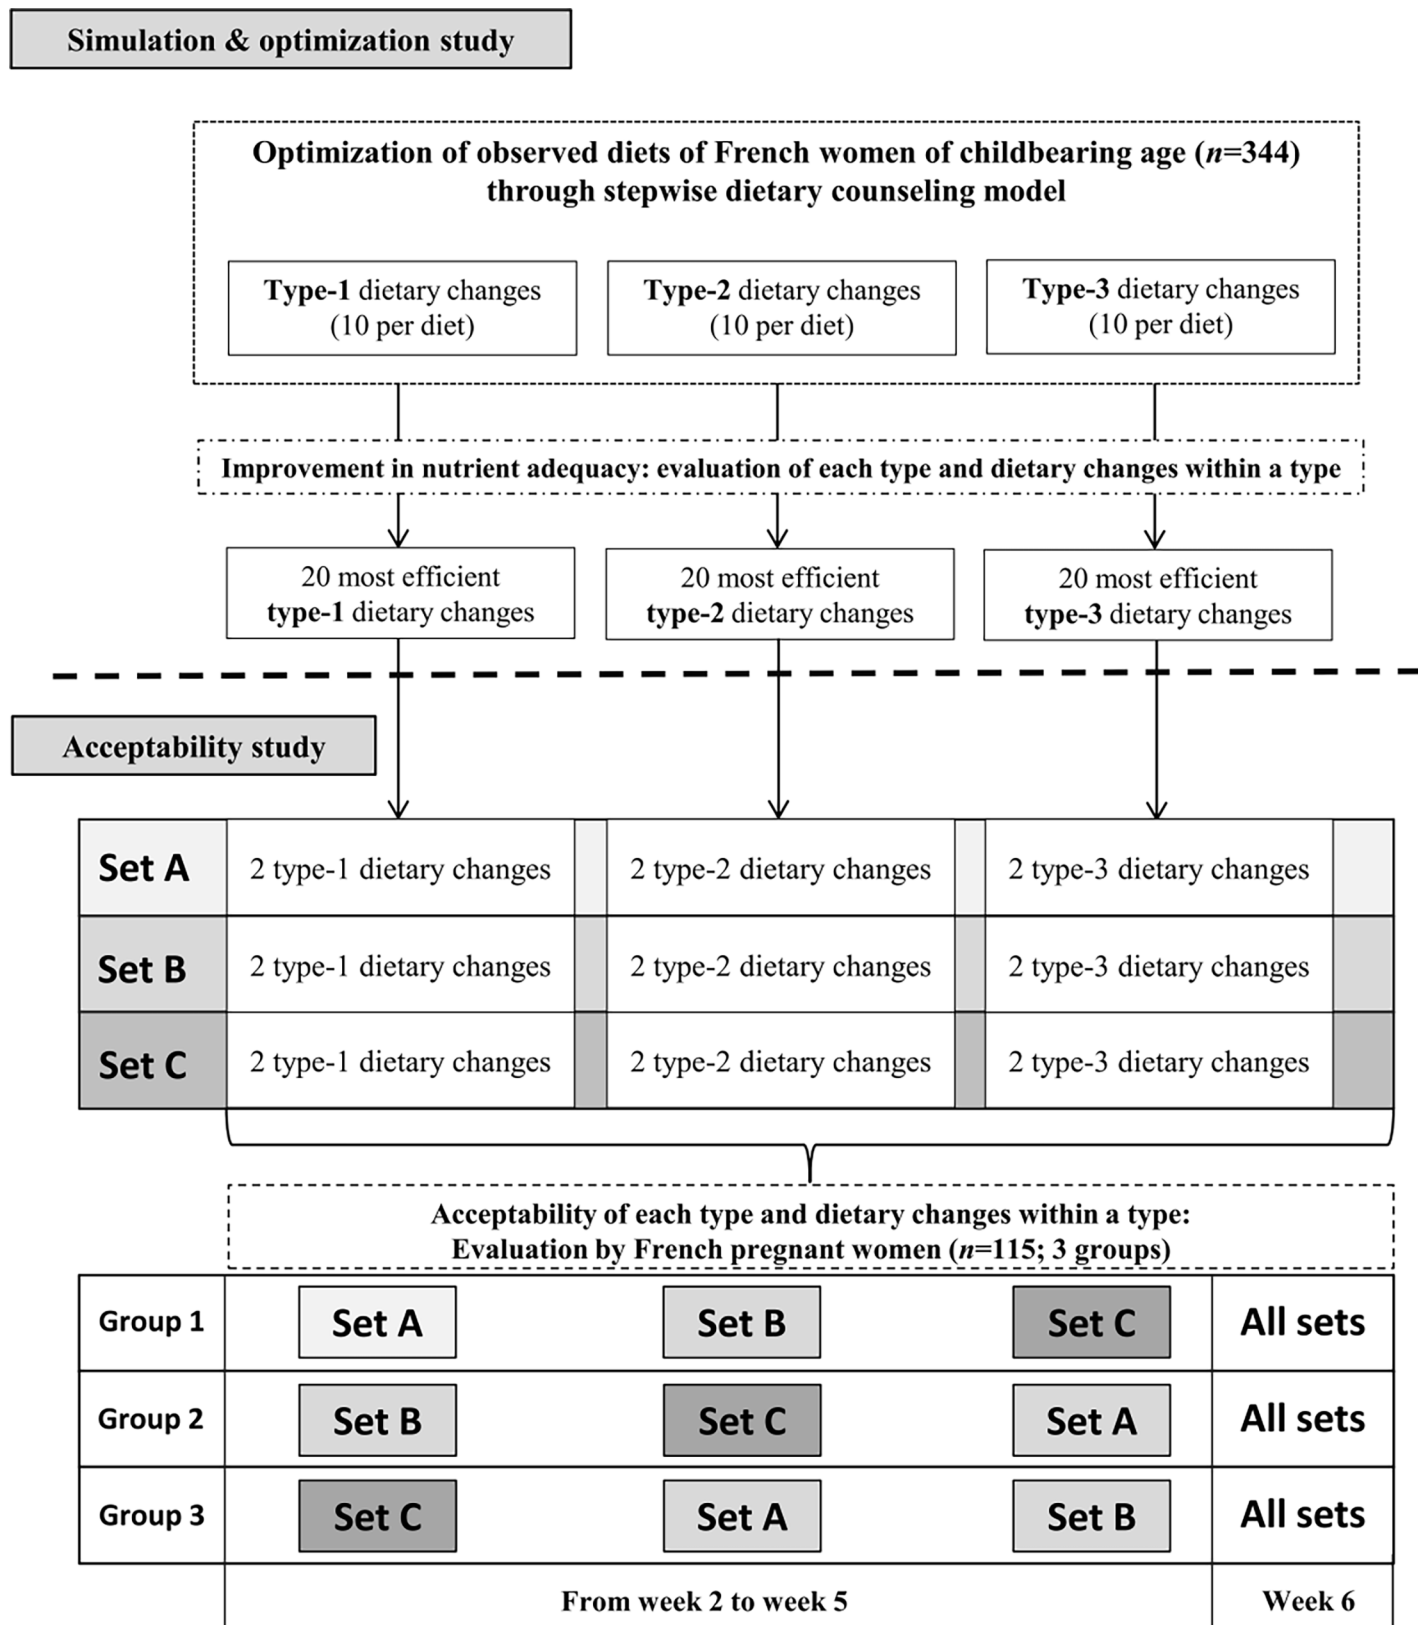 Simulation & optimization study
Optimization of observed diets of French women of childbearing age (n=344)
through stepwise dietary counseling model
Type-1 dietary changes
(10 per diet)
Type-2 dietary changes
(10 per diet)
Type-3 dietary changes
(10 per diet)
Improvement in nutrient adequacy: evaluation of each type and dietary changes within a type
20 most efficient
type-1 dietary changes
20 most efficient
type-2 dietary changes
20 most efficient
type-3 dietary changes
Acceptability study
Set A 2 type-1 dietary changes 2 type-2 dietary changes 2 type-3 dietary changes
Set B 2 type-1 dietary changes 2 type-2 dietary changes 2 type-3 dietary changes
Set C 2 type-1 dietary changes 2 type-2 dietary changes 2 type-3 dietary changes
Acceptability of each type and dietary changes within a type:
Evaluation by French pregnant women (n=115; 3 groups)
Group 1 Set A Set B Set C All sets
Group 2 Set B Set C Set A All sets
Group 3 Set C Set A Set B All sets
From week 2 to week 5 Week 6